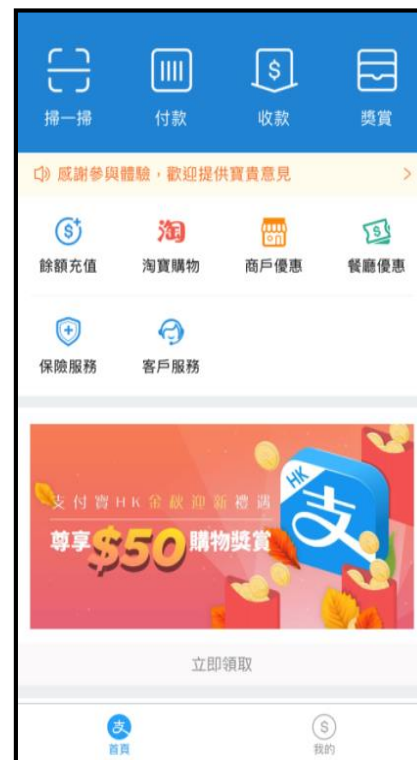 掃一掃 付款 收款 獎賞
感謝參與體驗，歡迎提供寶貴意見
餘額充值 淘寶購物 商戶優惠 餐廳優惠
保險服務 客戶服務
支付寶HK金秋迎新禮遇
尊享$50購物獎賞
HK
支
立即領取
首頁 我的